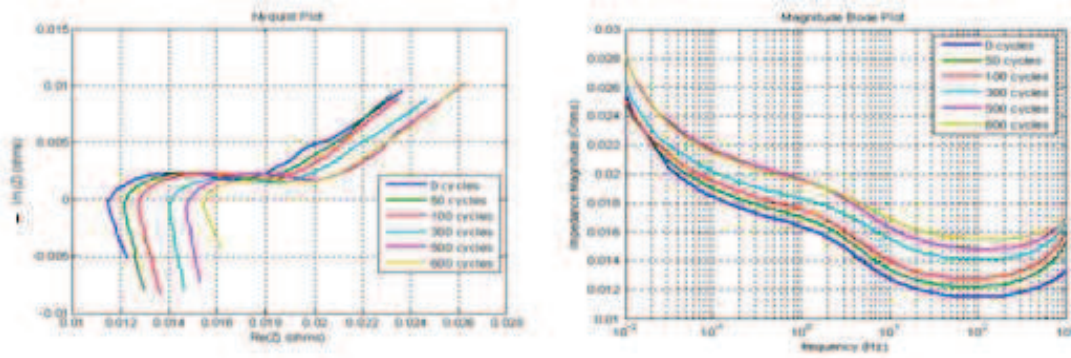 Nyquist Plot
0.015
0.01
0.005
0
-0.005
-0.01
0.01 0.012 0.014 0.016 0.018 0.02 0.022 0.024 0.026 0.028
Re(Z) (ohms)
- Im(Z) (ohms)
0 cycles
50 cycles
100 cycles
300 cycles
500 cycles
600 cycles
Magnitude Bode Plot
0.03
0.028
0.026
0.024
0.022
0.02
0.018
0.016
0.014
0.012
0.01
Impedance Magnitude (Ohms)
frequency (Hz)
0 cycles
50 cycles
100 cycles
300 cycles
500 cycles
600 cycles